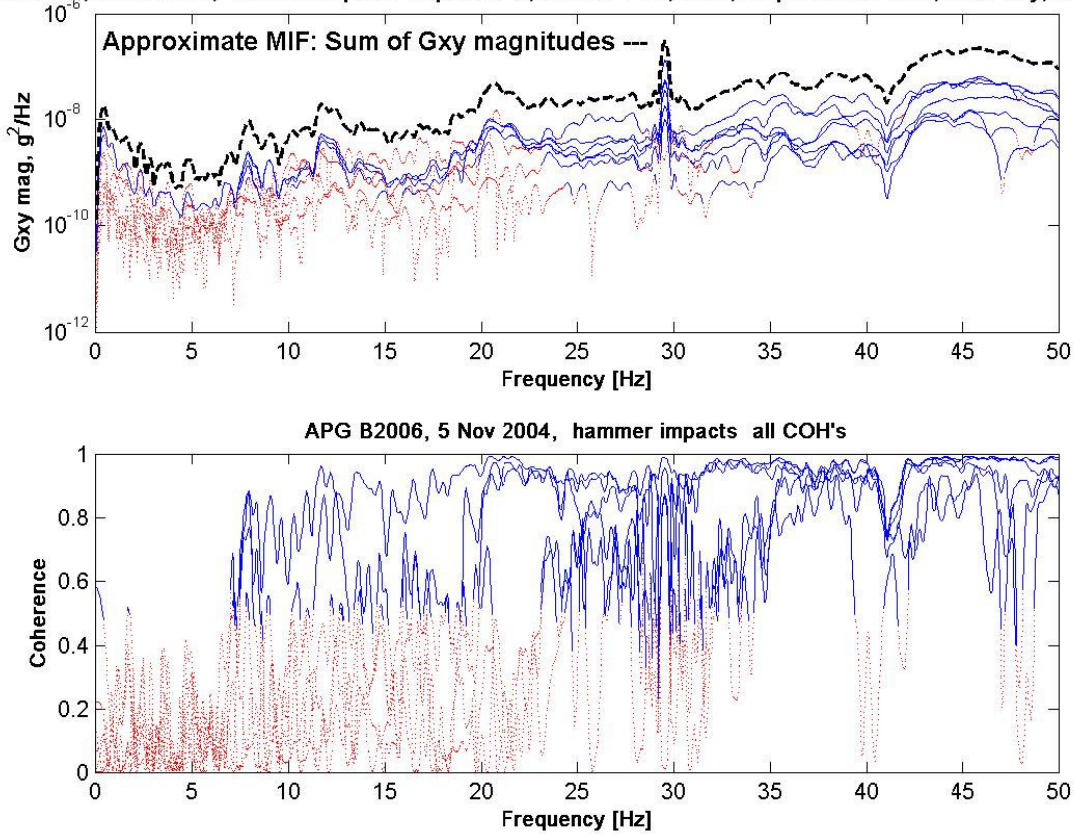 10^-6
Approximate MIF: Sum of Gxy magnitudes ---
10^-8
10^-10
10^-12
Gxy mag, g^2/Hz
0 5 10 15 20 25 30 35 40 45 50
Frequency [Hz]
APG B2006, 5 Nov 2004, hammer impacts all COH's
1
0.8
0.6
0.4
0.2
0
Coherence
0 5 10 15 20 25 30 35 40 45 50
Frequency [Hz]